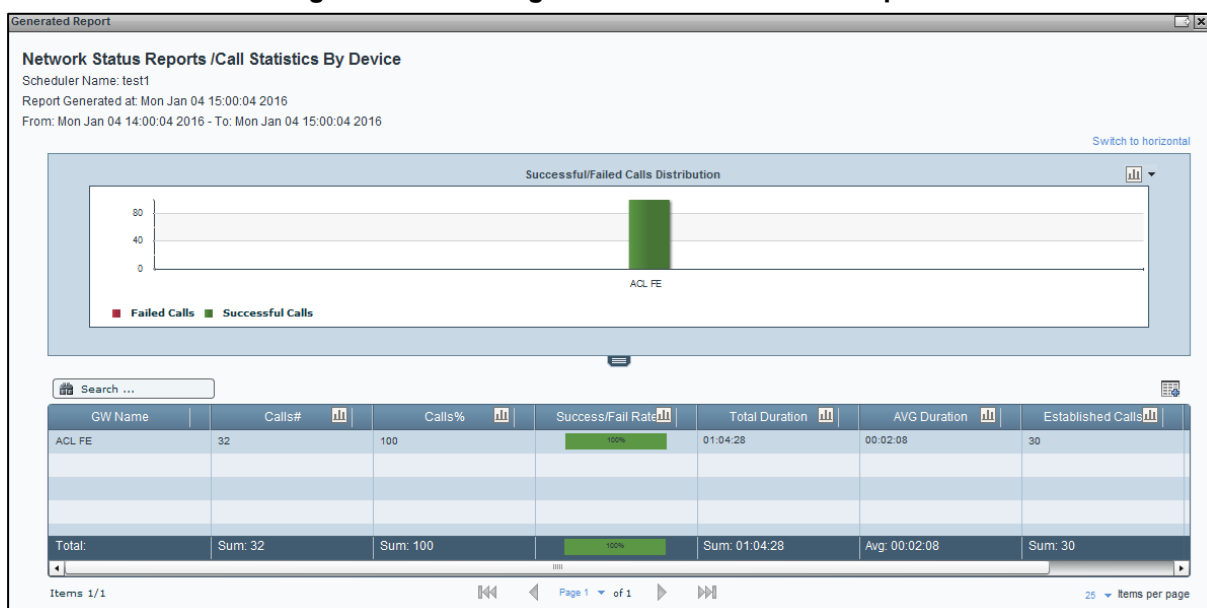 Generated Report
Network Status Reports /Call Statistics By Device
Scheduler Name: test1
Report Generated at: Mon Jan 04 15:00:04 2016
From: Mon Jan 04 14:00:04 2016 - To: Mon Jan 04 15:00:04 2016
Switch to horizontal
Successful/Failed Calls Distribution
80
40
0
ACL FE
Failed Calls Successful Calls
Search ...
GW Name Calls# Calls% Success/Fail Rate Total Duration AVG Duration Established Calls
ACL FE 32 100 100% 01:04:28 00:02:08 30
Total: Sum: 32 Sum: 100 100% Sum: 01:04:28 Avg: 00:02:08 Sum: 30
Items 1/1 Page 1 of 1 25 Items per page